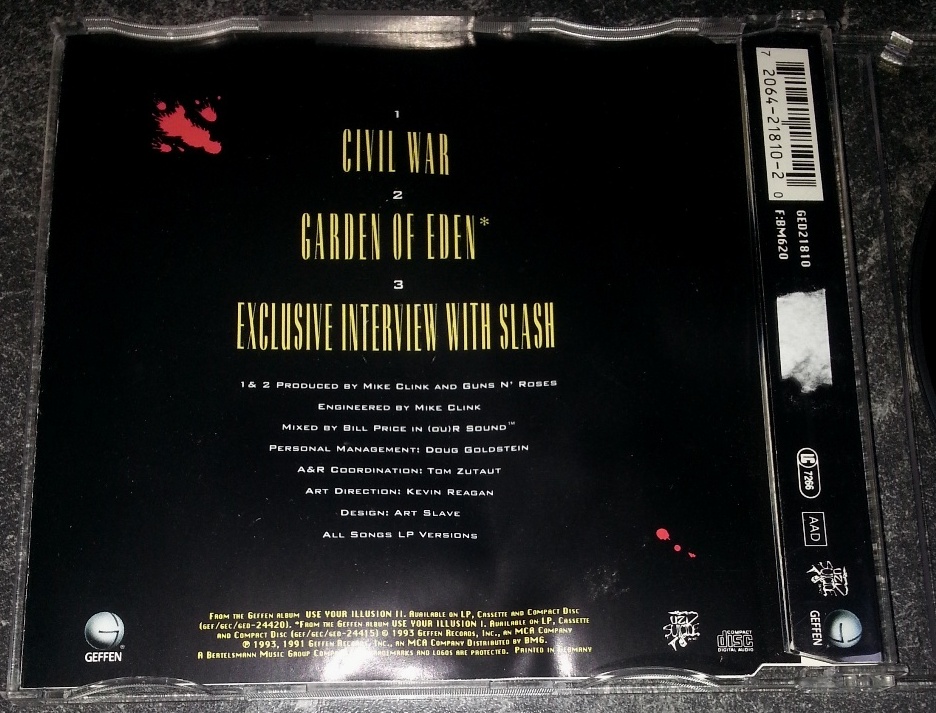 1
CIVIL WAR
2
GARDEN OF EDEN*
3
EXCLUSIVE INTERVIEW WITH SLASH
1 & 2 PRODUCED BY MIKE CLINK AND GUNS N' ROSES
ENGINEERED BY MIKE CLINK
MIXED BY BILL PRICE IN (OU)R SOUND™
PERSONAL MANAGEMENT: DOUG GOLDSTEIN
A&R COORDINATION: TOM ZUTAUT
ART DIRECTION: KEVIN REAGAN
DESIGN: ART SLAVE
ALL SONGS LP VERSIONS
FROM THE GEFFEN ALBUM USE YOUR ILLUSION II. AVAILABLE ON LP, CASSETTE AND COMPACT DISC
(GEF/GEC/GED-24420). *FROM THE GEFFEN ALBUM USE YOUR ILLUSION I. AVAILABLE ON LP, CASSETTE
AND COMPACT DISC (GEF/GEC/GED-24415) © 1993 GEFFEN RECORDS, INC., AN MCA COMPANY
℗ 1993, 1991 GEFFEN RECORDS, INC., AN MCA COMPANY DISTRIBUTED BY BMG.
A BERTELSMANN MUSIC GROUP TRADEMARKS AND LOGOS ARE PROTECTED. PRINTED IN GERMANY
GEFFEN
COMPACT
disc
DIGITAL AUDIO
7 2064-21810-2 0
GED21810
F:BM620
LC 7266
AAD
GEFFEN